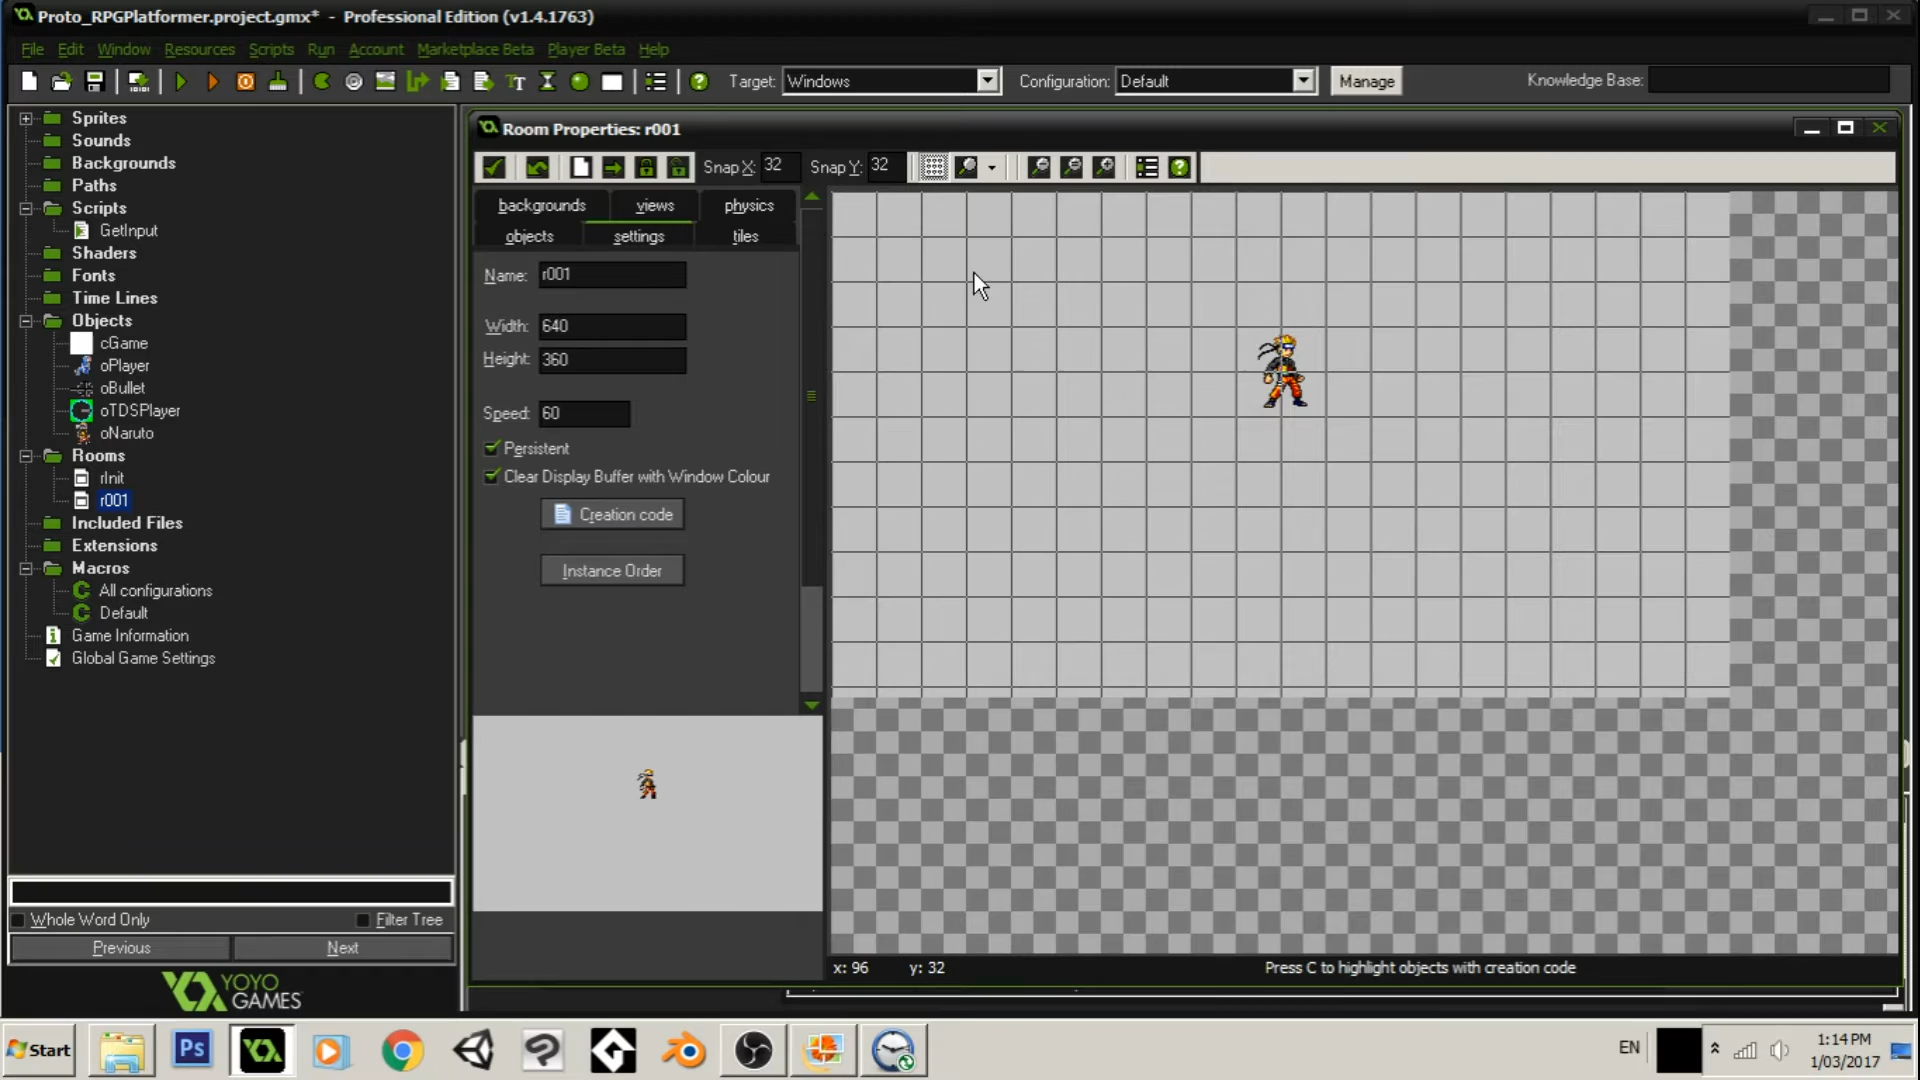 Proto_RPGPlatformer.project.gmx* - Professional Edition (v1.4.1763)
File Edit Window Resources Scripts Run Account Marketplace Beta Player Beta Help
Target: Windows Configuration: Default Manage Knowledge Base:
Sprites
Sounds
Backgrounds
Paths
Scripts
GetInput
Shaders
Fonts
Time Lines
Objects
cGame
oPlayer
oBullet
oTDSPlayer
oNaruto
Rooms
rInit
r001
Included Files
Extensions
Macros
All configurations
Default
Game Information
Global Game Settings
Whole Word Only Filter Tree
Previous Next
YOYO
GAMES
Room Properties: r001
Snap X: 32 Snap Y: 32
backgrounds views physics
objects settings tiles
Name: r001
Width: 640
Height: 360
Speed: 60
Persistent
Clear Display Buffer with Window Colour
Creation code
Instance Order
x: 96 y: 32 Press C to highlight objects with creation code
Start Ps EN 1:14 PM
1/03/2017